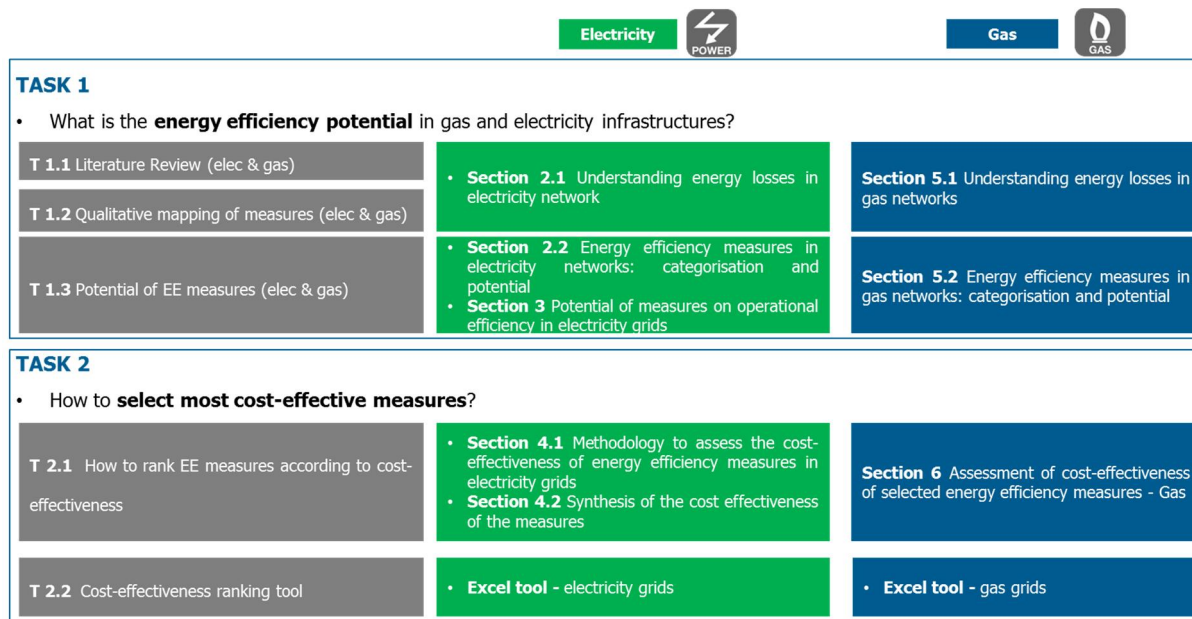 Electricity
POWER
Gas
GAS
TASK 1
• What is the energy efficiency potential in gas and electricity infrastructures?
T 1.1 Literature Review (elec & gas)
T 1.2 Qualitative mapping of measures (elec & gas)
• Section 2.1 Understanding energy losses in
electricity network
Section 5.1 Understanding energy losses in
gas networks
T 1.3 Potential of EE measures (elec & gas)
• Section 2.2 Energy efficiency measures in
electricity networks: categorisation and
potential
• Section 3 Potential of measures on operational
efficiency in electricity grids
Section 5.2 Energy efficiency measures in
gas networks: categorisation and potential
TASK 2
• How to select most cost-effective measures?
T 2.1 How to rank EE measures according to cost-
effectiveness
• Section 4.1 Methodology to assess the cost-
effectiveness of energy efficiency measures in
electricity grids
• Section 4.2 Synthesis of the cost effectiveness
of the measures
Section 6 Assessment of cost-effectiveness
of selected energy efficiency measures - Gas
T 2.2 Cost-effectiveness ranking tool
• Excel tool - electricity grids
• Excel tool - gas grids